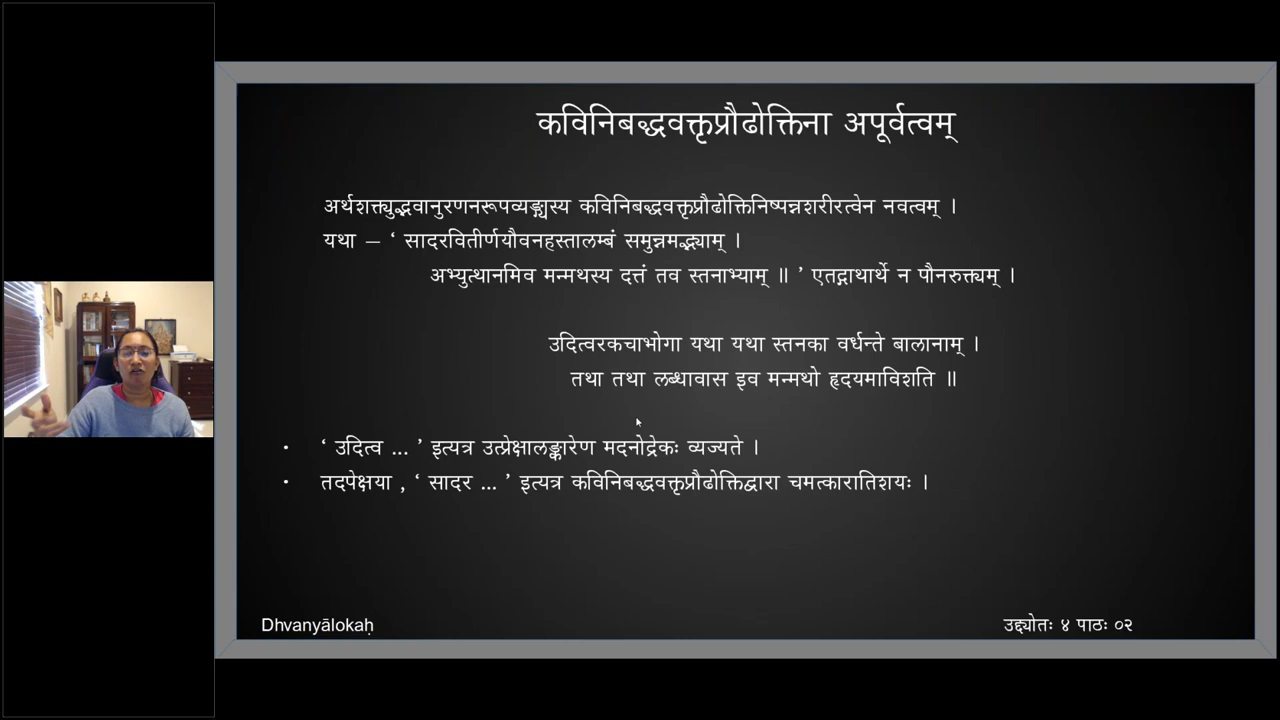 कविनिबद्धवक्तृप्रौढोक्तिना अपूर्वत्वम्
अर्थशक्त्युद्भवानुरणनरूपव्यङ्ग्यस्य कविनिबद्धवक्तृप्रौढोक्तिनिष्पन्नशरीरत्वेन नवत्वम् ।
यथा – ‘ सादरवितीर्णयौवनहस्तालम्बं समुन्नमद्भ्याम् ।
अभ्युत्थानमिव मन्मथस्य दत्तं तव स्तनाभ्याम् ॥ ’ एतद्गाथार्थे न पौनरुक्त्यम् ।
उदित्वरकचाभोगा यथा यथा स्तनका वर्धन्ते बालानाम् ।
तथा तथा लब्धावास इव मन्मथो हृदयमाविशति ॥
· ‘ उदित्व ... ’ इत्यत्र उत्प्रेक्षालङ्कारेण मदनोद्रेकः व्यज्यते ।
· तदपेक्षया , ‘ सादर ... ’ इत्यत्र कविनिबद्धवक्तृप्रौढोक्तिद्वारा चमत्कारातिशयः ।
Dhvanyālokaḥ
उद्द्योतः ४ पाठः ०२